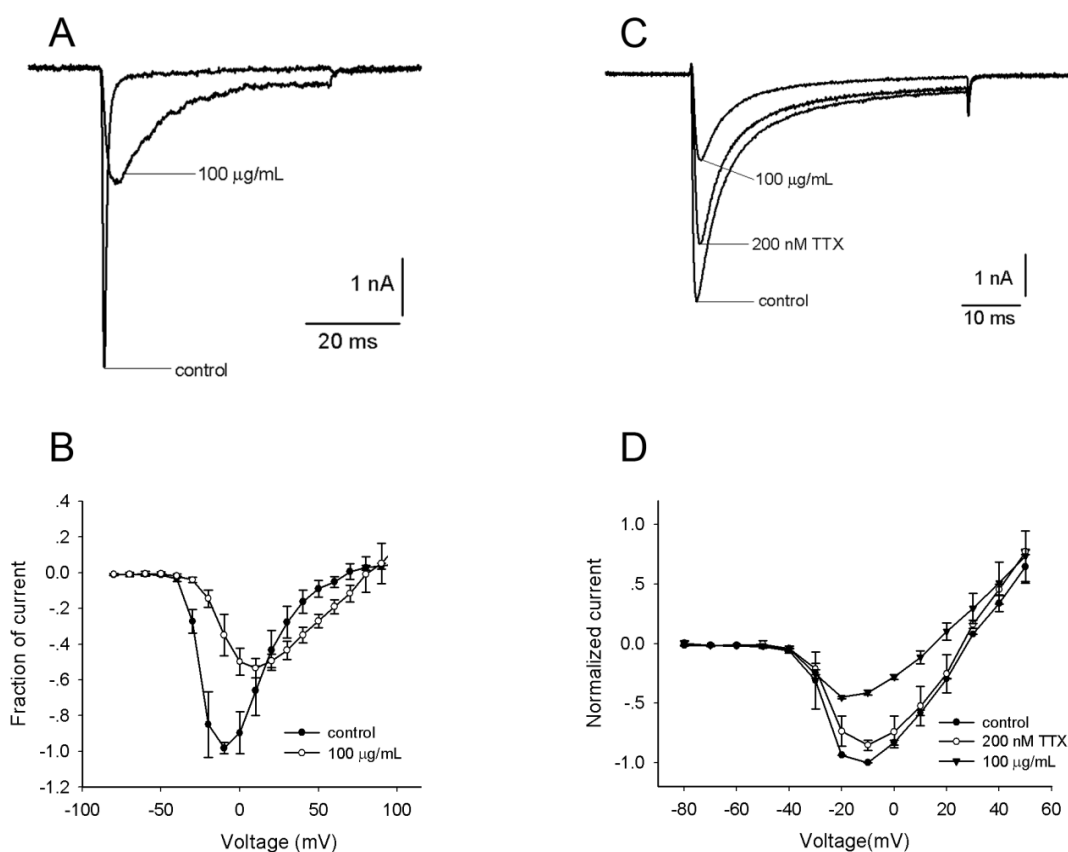 A
100 μg/mL
1 nA
20 ms
control
C
100 μg/mL
200 nM TTX
1 nA
control
10 ms
B
.4
.2
0.0
-.2
-.4
-.6
-.8
-1.0
-1.2
Fraction of current
control
100 μg/mL
-100 -50 0 50 100
Voltage (mV)
D
1.0
.5
0.0
-.5
-1.0
Normalized current
control
200 nM TTX
100 μg/mL
-80 -60 -40 -20 0 20 40 60
Voltage(mV)